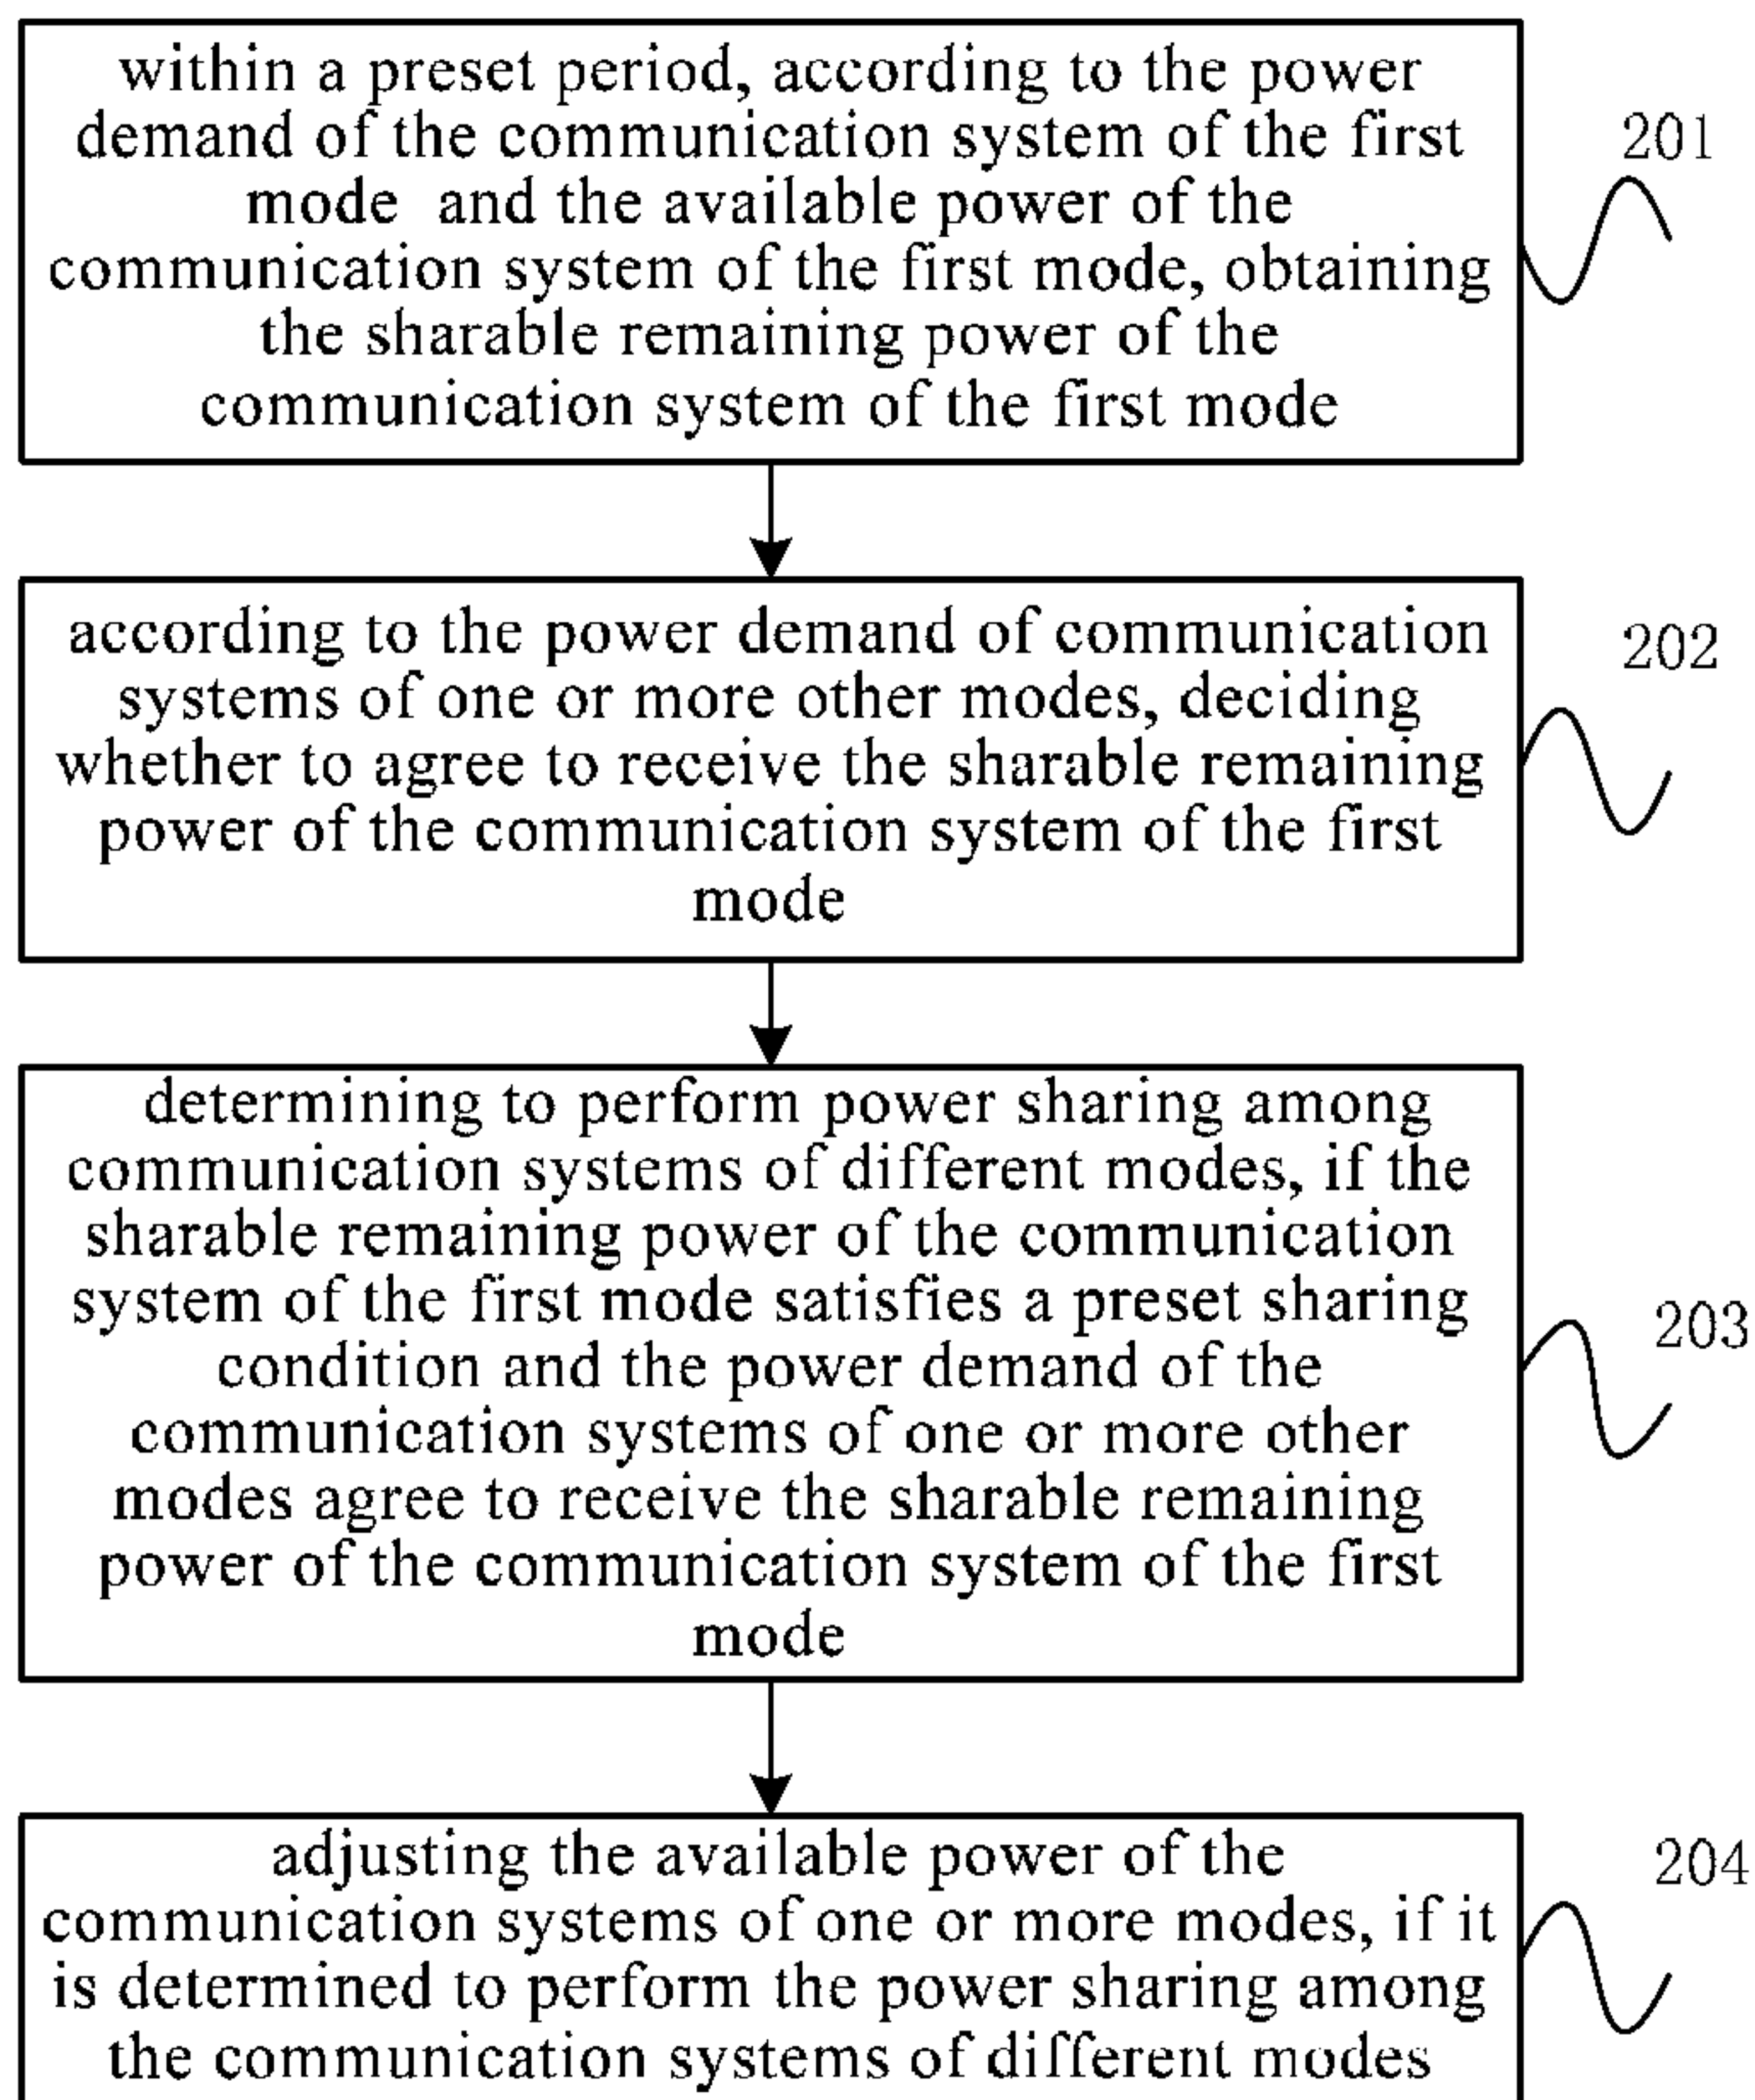 within a preset period, according to the power
demand of the communication system of the first
mode and the available power of the
communication system of the first mode, obtaining
the sharable remaining power of the
communication system of the first mode
201
according to the power demand of communication
systems of one or more other modes, deciding
whether to agree to receive the sharable remaining
power of the communication system of the first
mode
202
determining to perform power sharing among
communication systems of different modes, if the
sharable remaining power of the communication
system of the first mode satisfies a preset sharing
condition and the power demand of the
communication systems of one or more other
modes agree to receive the sharable remaining
power of the communication system of the first
mode
203
adjusting the available power of the
communication systems of one or more modes, if it
is determined to perform the power sharing among
the communication systems of different modes
204